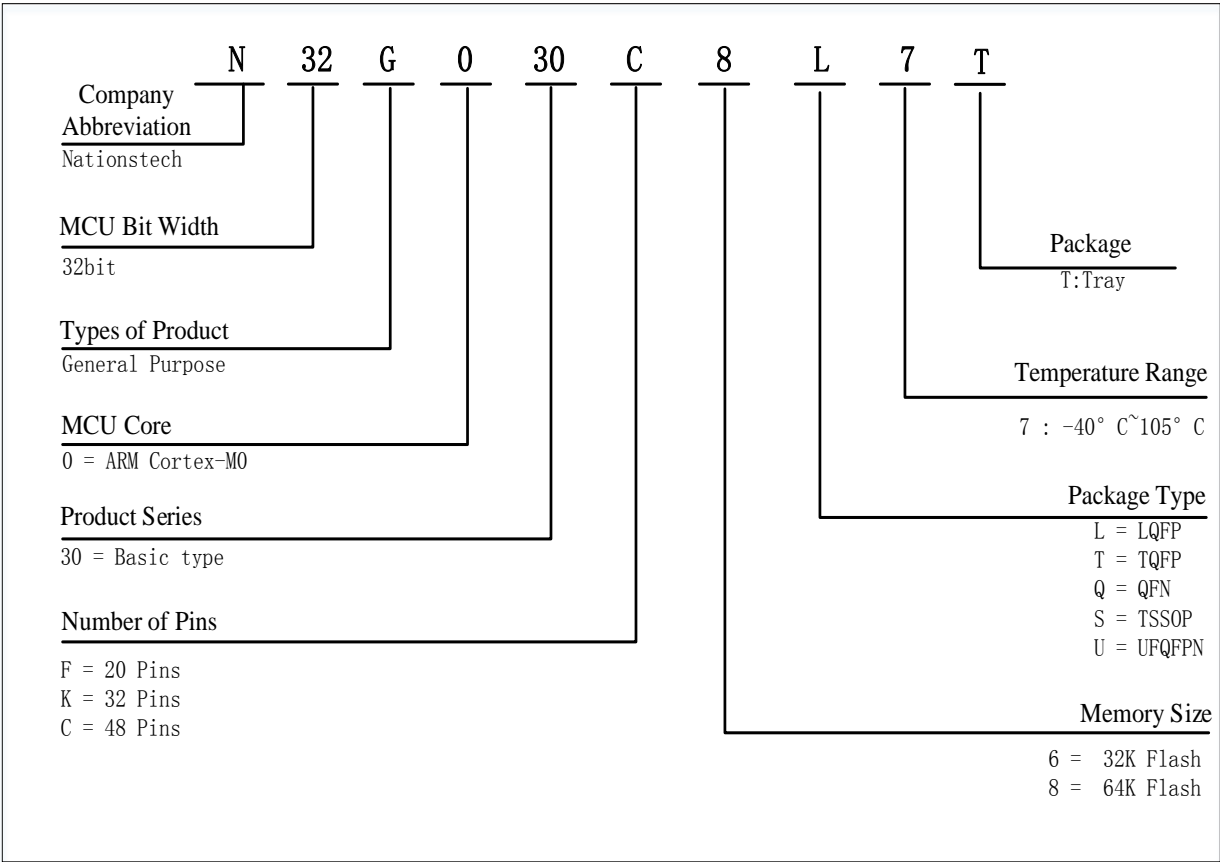 N 32 G 0 30 C 8 L 7 T
Company
Abbreviation
Nationstech
MCU Bit Width
32bit
Types of Product
General Purpose
MCU Core
0 = ARM Cortex-M0
Product Series
30 = Basic type
Number of Pins
F = 20 Pins
K = 32 Pins
C = 48 Pins
Package
T:Tray
Temperature Range
7 : -40° C~105° C
Package Type
L = LQFP
T = TQFP
Q = QFN
S = TSSOP
U = UFQFPN
Memory Size
6 = 32K Flash
8 = 64K Flash